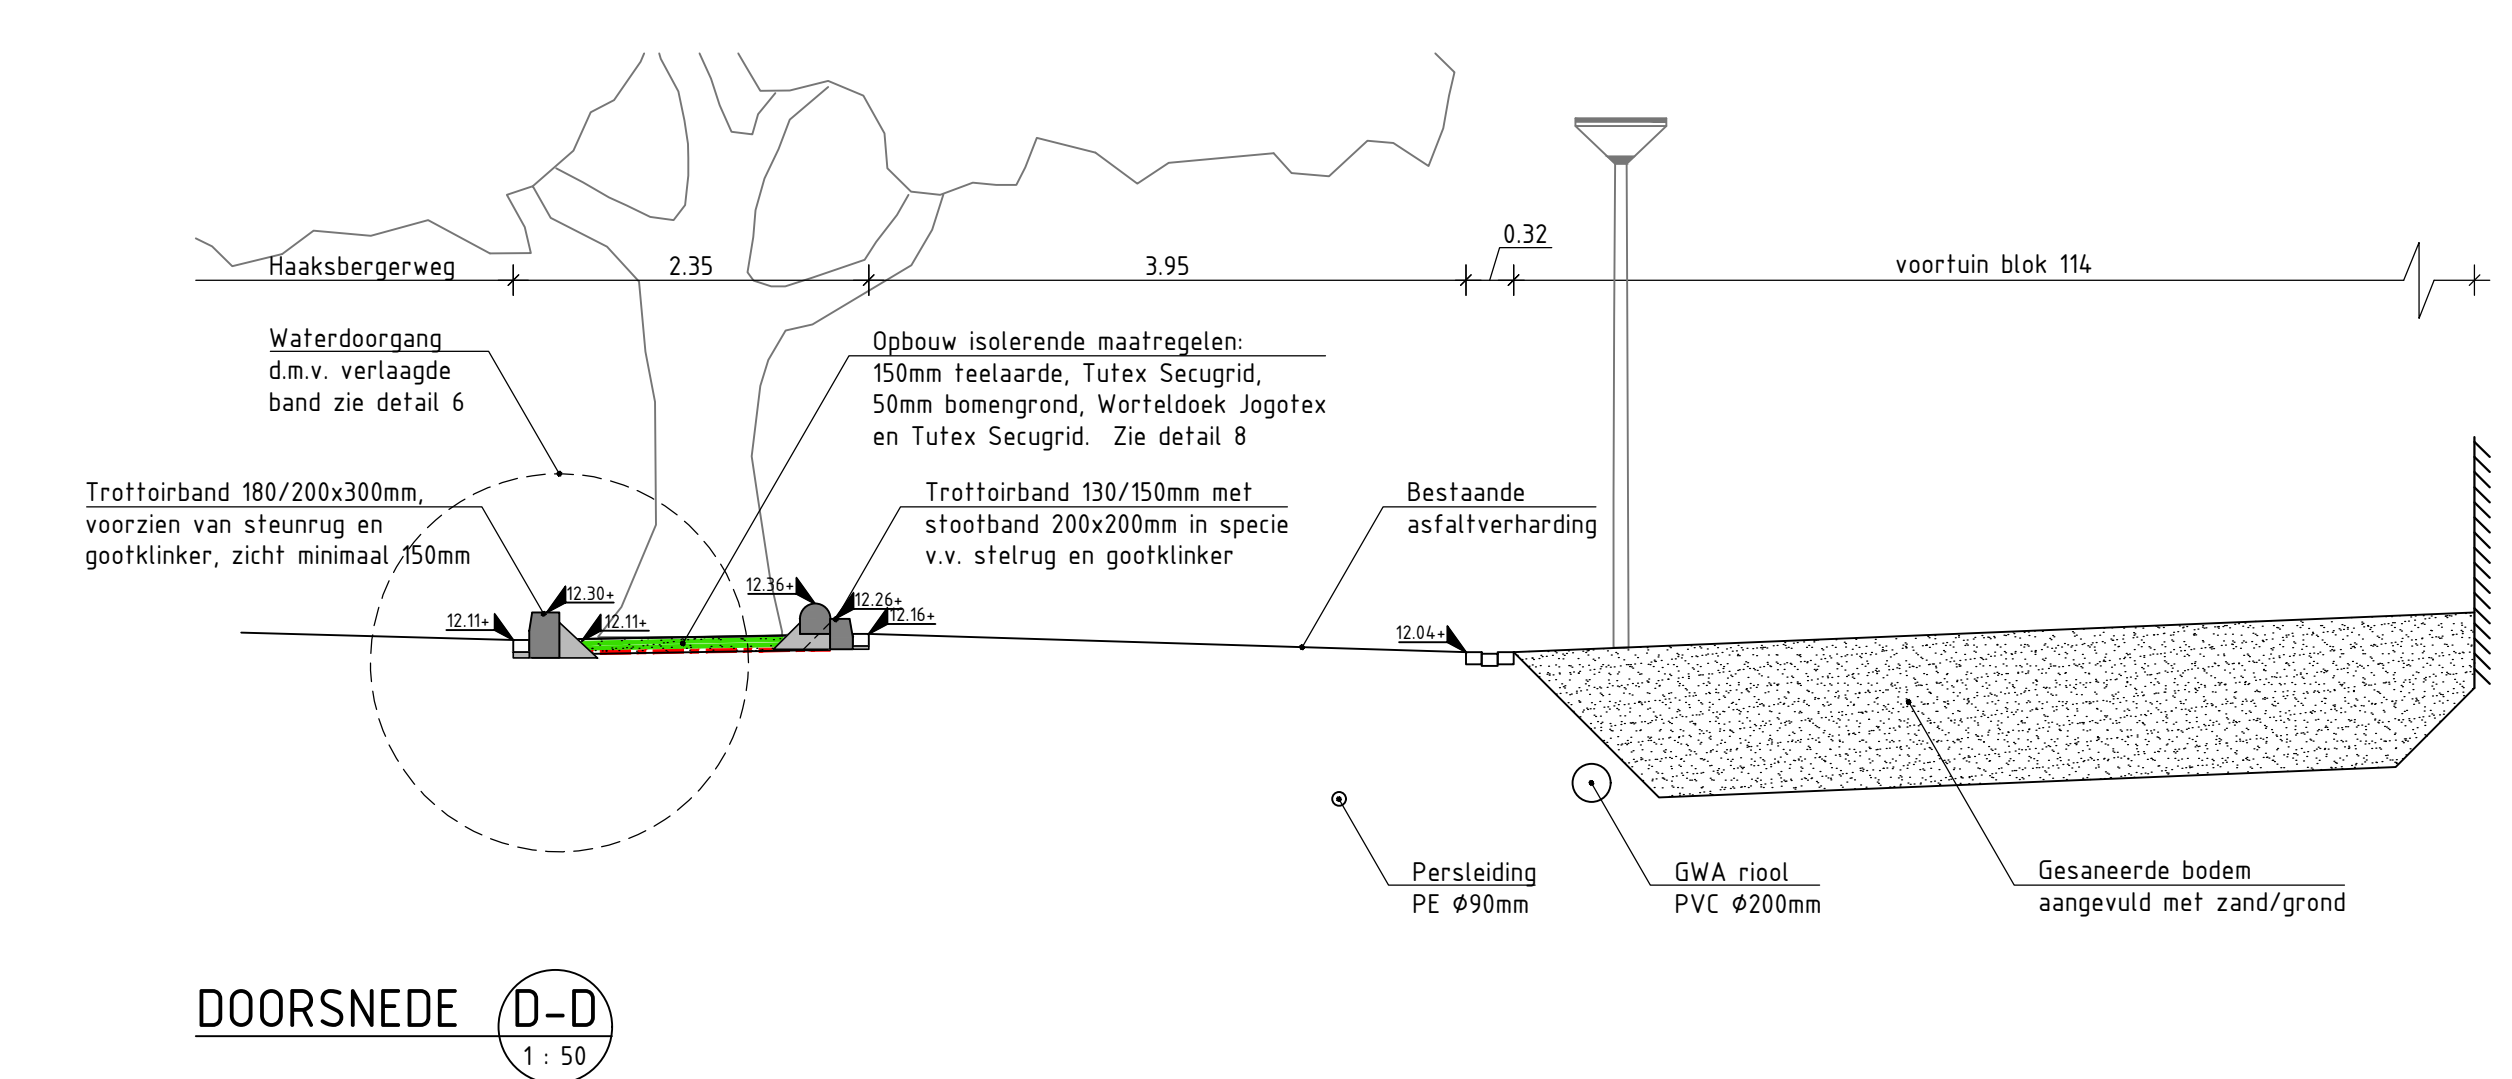 0.32
Haaksbergerweg
2.35
3.95
voortuin blok 114
Waterdoorgang
d.m.v. verlaagde
band zie detail 6
Opbouw isolerende maatregelen:
150mm teelaarde, Tutex Secugrid,
50mm bomengrond, Worteldoek Jogotex
en Tutex Secugrid. Zie detail 8
Trottoirband 180/200x300mm,
voorzien van steunrug en
gootklinker, zicht minimaal 150mm
Trottoirband 130/150mm met
stootband 200x200mm in specie
v.v. stelrug en gootklinker
Bestaande
asfaltverharding
12.11+
12.30+
12.11+
12.36+
12.26+
12.16+
12.04+
Persleiding
PE Ø90mm
GWA riool
PVC Ø200mm
Gesaneerde bodem
aangevuld met zand/grond
DOORSNEDE D-D
1 : 50